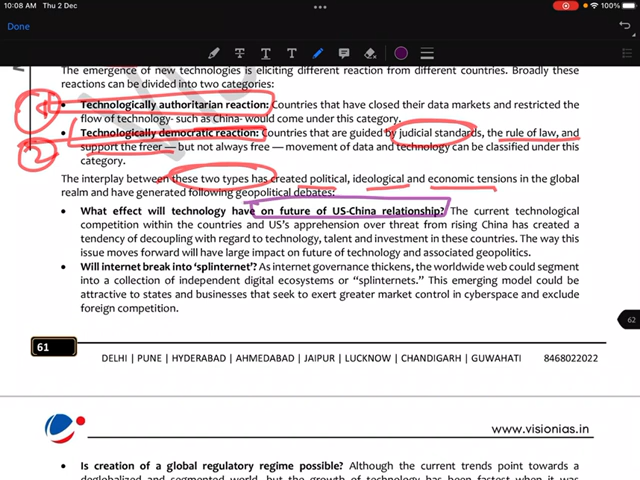 10:08 AM Thu 2 Dec
86%
Done
The emergence of new technologies is eliciting different reaction from different countries. Broadly these
reactions can be divided into two categories:
• Technologically authoritarian reaction: Countries that have closed their data markets and restricted the
flow of technology- such as China- would come under this category.
• Technologically democratic reaction: Countries that are guided by judicial standards, the rule of law, and
support the freer — but not always free — movement of data and technology can be classified under this
category.
The interplay between these two types has created political, ideological and economic tensions in the global
realm and have generated following geopolitical debates:
• What effect will technology have on future of US-China relationship? The current technological
competition within the countries and US's apprehension over threat from rising China has created a
tendency of decoupling with regard to technology, talent and investment in these countries. The way this
issue moves forward will have large impact on future of technology and associated geopolitics.
• Will internet break into 'splinternet'? As internet governance thickens, the worldwide web could segment
into a collection of independent digital ecosystems or "splinternets." This emerging model could be
attractive to states and businesses that seek to exert greater market control in cyberspace and exclude
foreign competition.
62
61
DELHI | PUNE | HYDERABAD | AHMEDABAD | JAIPUR | LUCKNOW | CHANDIGARH | GUWAHATI 8468022022
www.visionias.in
• Is creation of a global regulatory regime possible? Although the current trends point towards a
deglobalized and segmented world, but the growth of technology has been fastest when it was